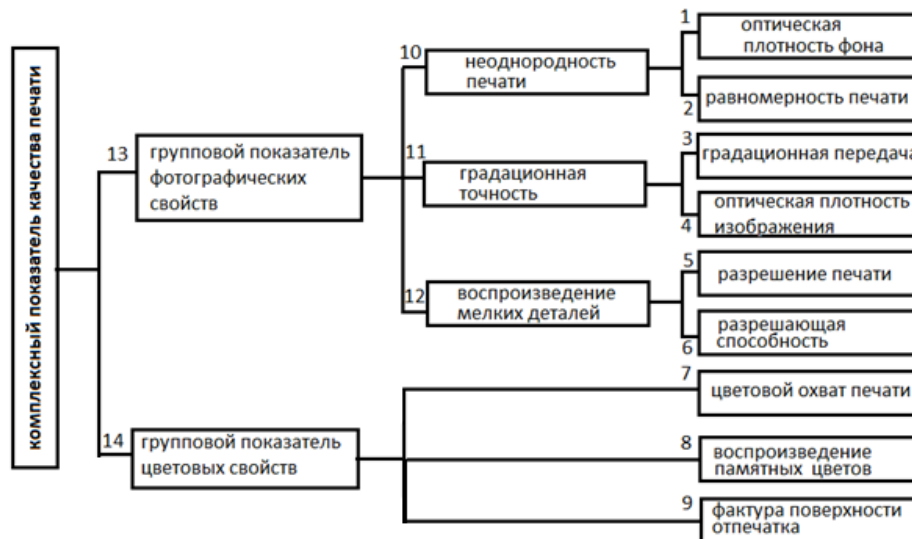 комплексный показатель качества печати
13
групповой показатель
фотографических
свойств
14
групповой показатель
цветовых свойств
10
неоднородность
печати
11
градационная
точность
12
воспроизведение
мелких деталей
1
оптическая
плотность фона
2
равномерность печати
3
градационная передача
4
оптическая плотность
изображения
5
разрешение печати
6
разрешающая
способность
7
цветовой охват печати
8
воспроизведение
памятных цветов
9
фактура поверхности
отпечатка